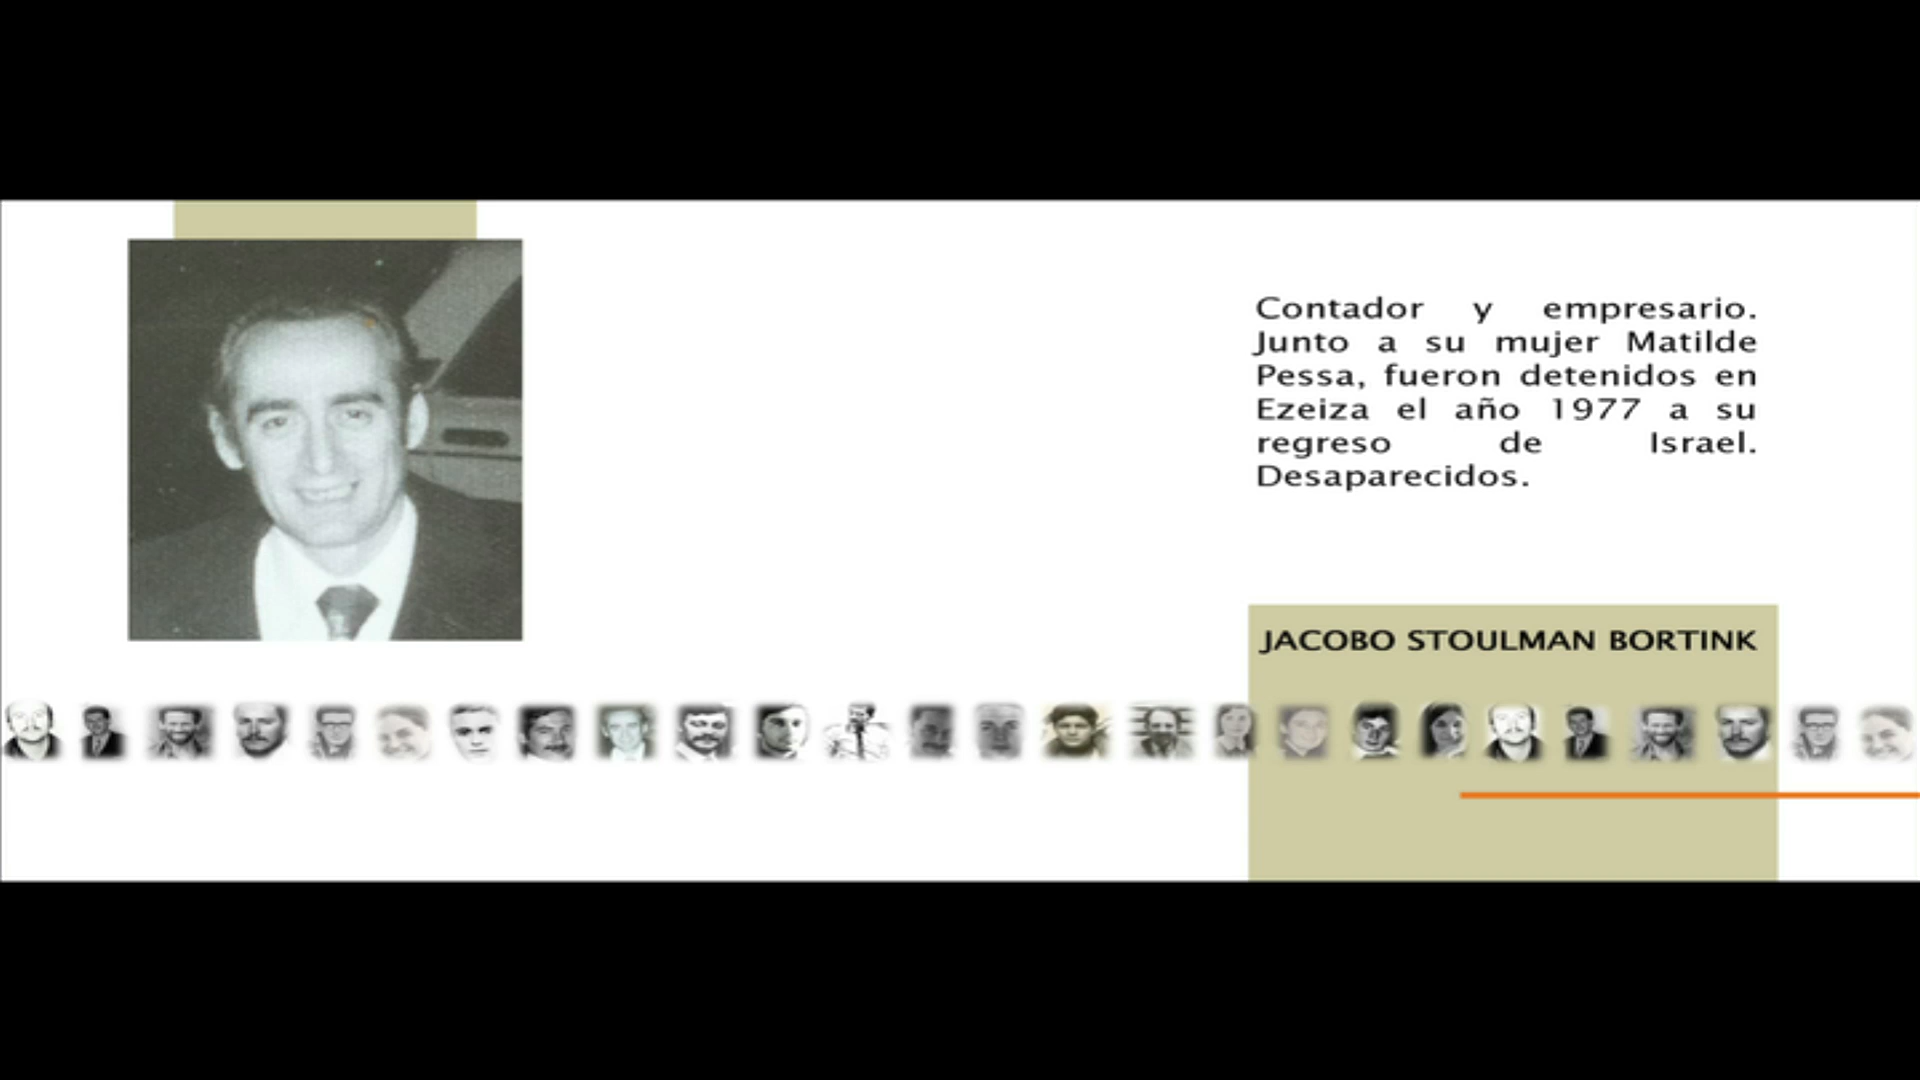 Contador y empresario.
Junto a su mujer Matilde
Pessa, fueron detenidos en
Ezeiza el año 1977 a su
regreso de Israel.
Desaparecidos.
JACOBO STOULMAN BORTINK